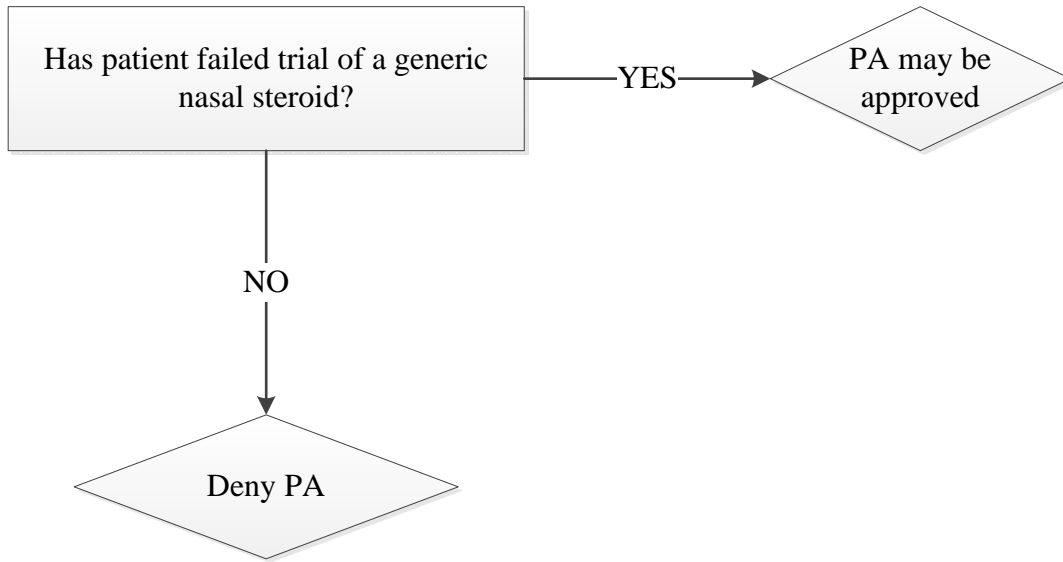 Has patient failed trial of a generic
nasal steroid?
YES
PA may be
approved
NO
Deny PA